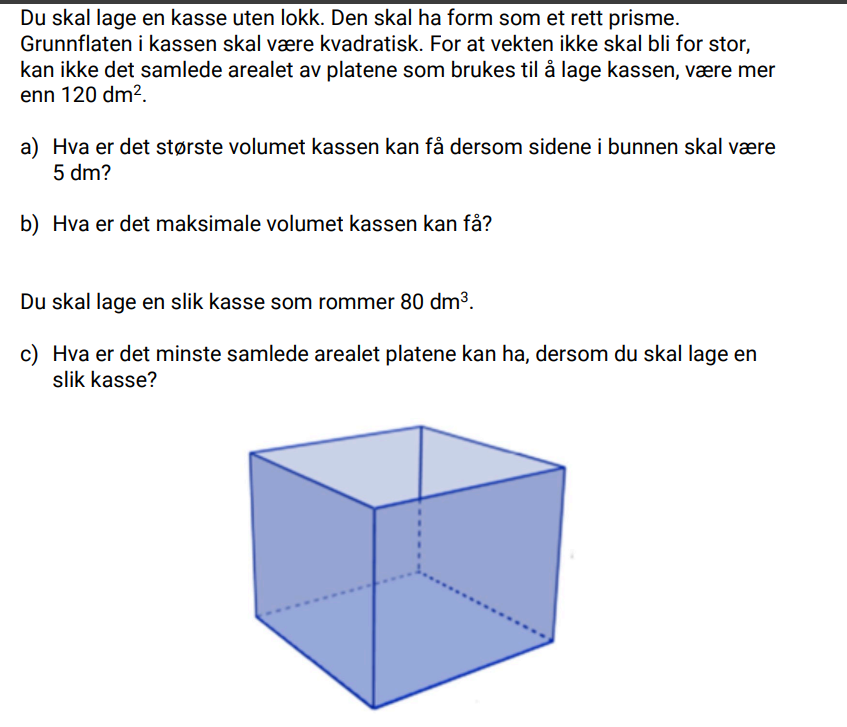 Du skal lage en kasse uten lokk. Den skal ha form som et rett prisme.
Grunnflaten i kassen skal være kvadratisk. For at vekten ikke skal bli for stor,
kan ikke det samlede arealet av platene som brukes til å lage kassen, være mer
enn 120 dm².
a) Hva er det største volumet kassen kan få dersom sidene i bunnen skal være
5 dm?
b) Hva er det maksimale volumet kassen kan få?
Du skal lage en slik kasse som rommer 80 dm³.
c) Hva er det minste samlede arealet platene kan ha, dersom du skal lage en
slik kasse?